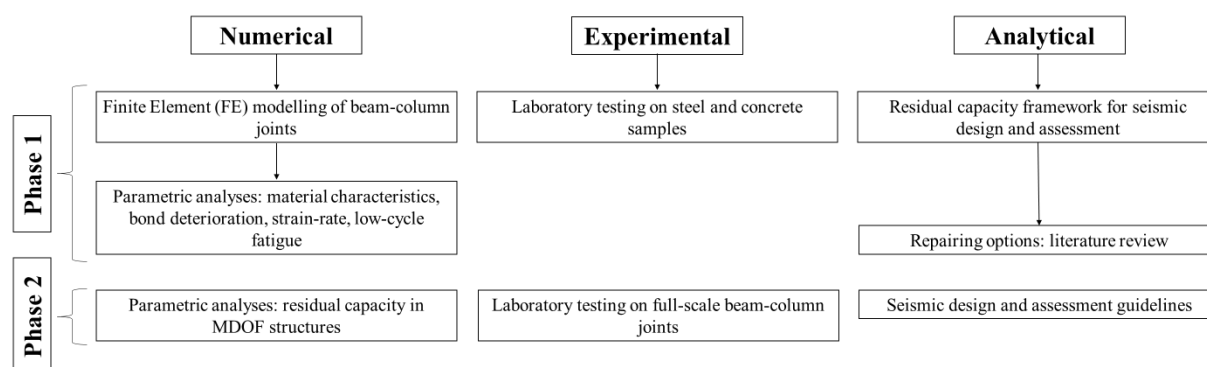 Numerical
Experimental
Analytical
Phase 1
Finite Element (FE) modelling of beam-column
joints
Laboratory testing on steel and concrete
samples
Residual capacity framework for seismic
design and assessment
Parametric analyses: material characteristics,
bond deterioration, strain-rate, low-cycle
fatigue
Repairing options: literature review
Phase 2
Parametric analyses: residual capacity in
MDOF structures
Laboratory testing on full-scale beam-column
joints
Seismic design and assessment guidelines